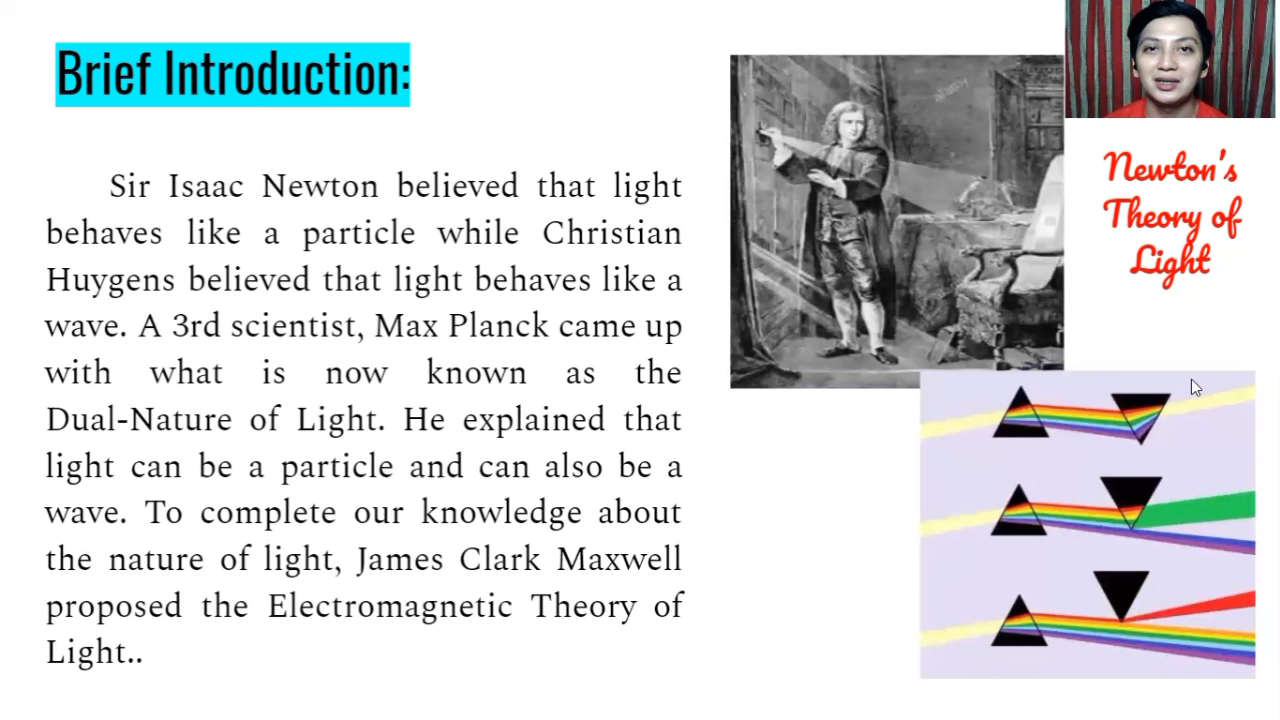 Brief Introduction:
Sir Isaac Newton believed that light
behaves like a particle while Christian
Huygens believed that light behaves like a
wave. A 3rd scientist, Max Planck came up
with what is now known as the
Dual-Nature of Light. He explained that
light can be a particle and can also be a
wave. To complete our knowledge about
the nature of light, James Clark Maxwell
proposed the Electromagnetic Theory of
Light..
Newton's
Theory of
Light